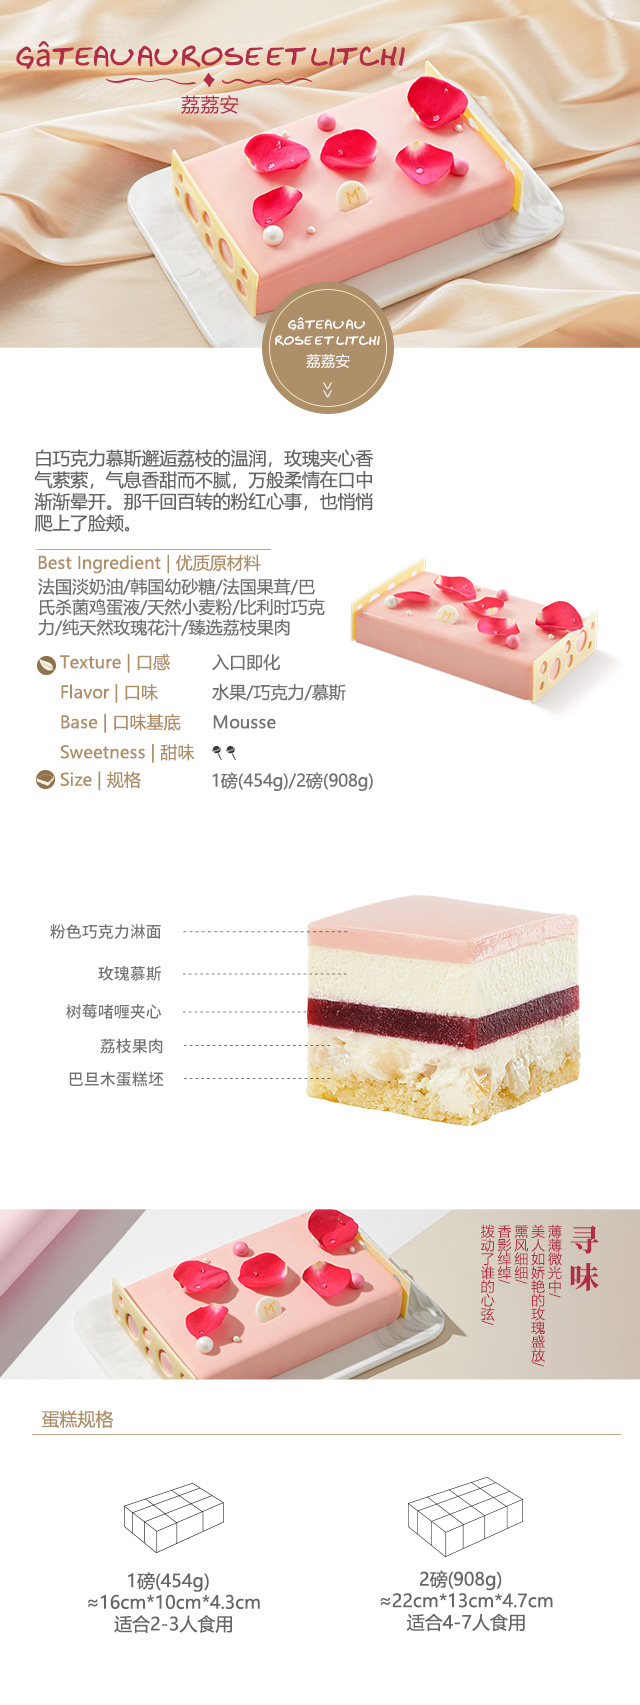 GâTEAU AU ROSE ET LITCHI
荔荔安
M
GâTEAU AU
ROSE ET LITCHI
荔荔安
白巧克力慕斯邂逅荔枝的温润，玫瑰夹心香
气萦萦，气息香甜而不腻，万般柔情在口中
渐渐晕开。那千回百转的粉红心事，也悄悄
爬上了脸颊。
Best Ingredient | 优质原材料
法国淡奶油/韩国幼砂糖/法国果茸/巴
氏杀菌鸡蛋液/天然小麦粉/比利时巧克
力/纯天然玫瑰花汁/臻选荔枝果肉
Texture | 口感 入口即化
Flavor | 口味 水果/巧克力/慕斯
Base | 口味基底 Mousse
Sweetness | 甜味
Size | 规格 1磅(454g)/2磅(908g)
粉色巧克力淋面
玫瑰慕斯
树莓啫喱夹心
荔枝果肉
巴旦木蛋糕坯
寻味
薄薄微光中/
美人如娇艳的玫瑰盛放/
熏风细细/
香影绰绰/
拨动了谁的心弦/
M
蛋糕规格
1磅(454g)
≈16cm*10cm*4.3cm
适合2-3人食用
2磅(908g)
≈22cm*13cm*4.7cm
适合4-7人食用